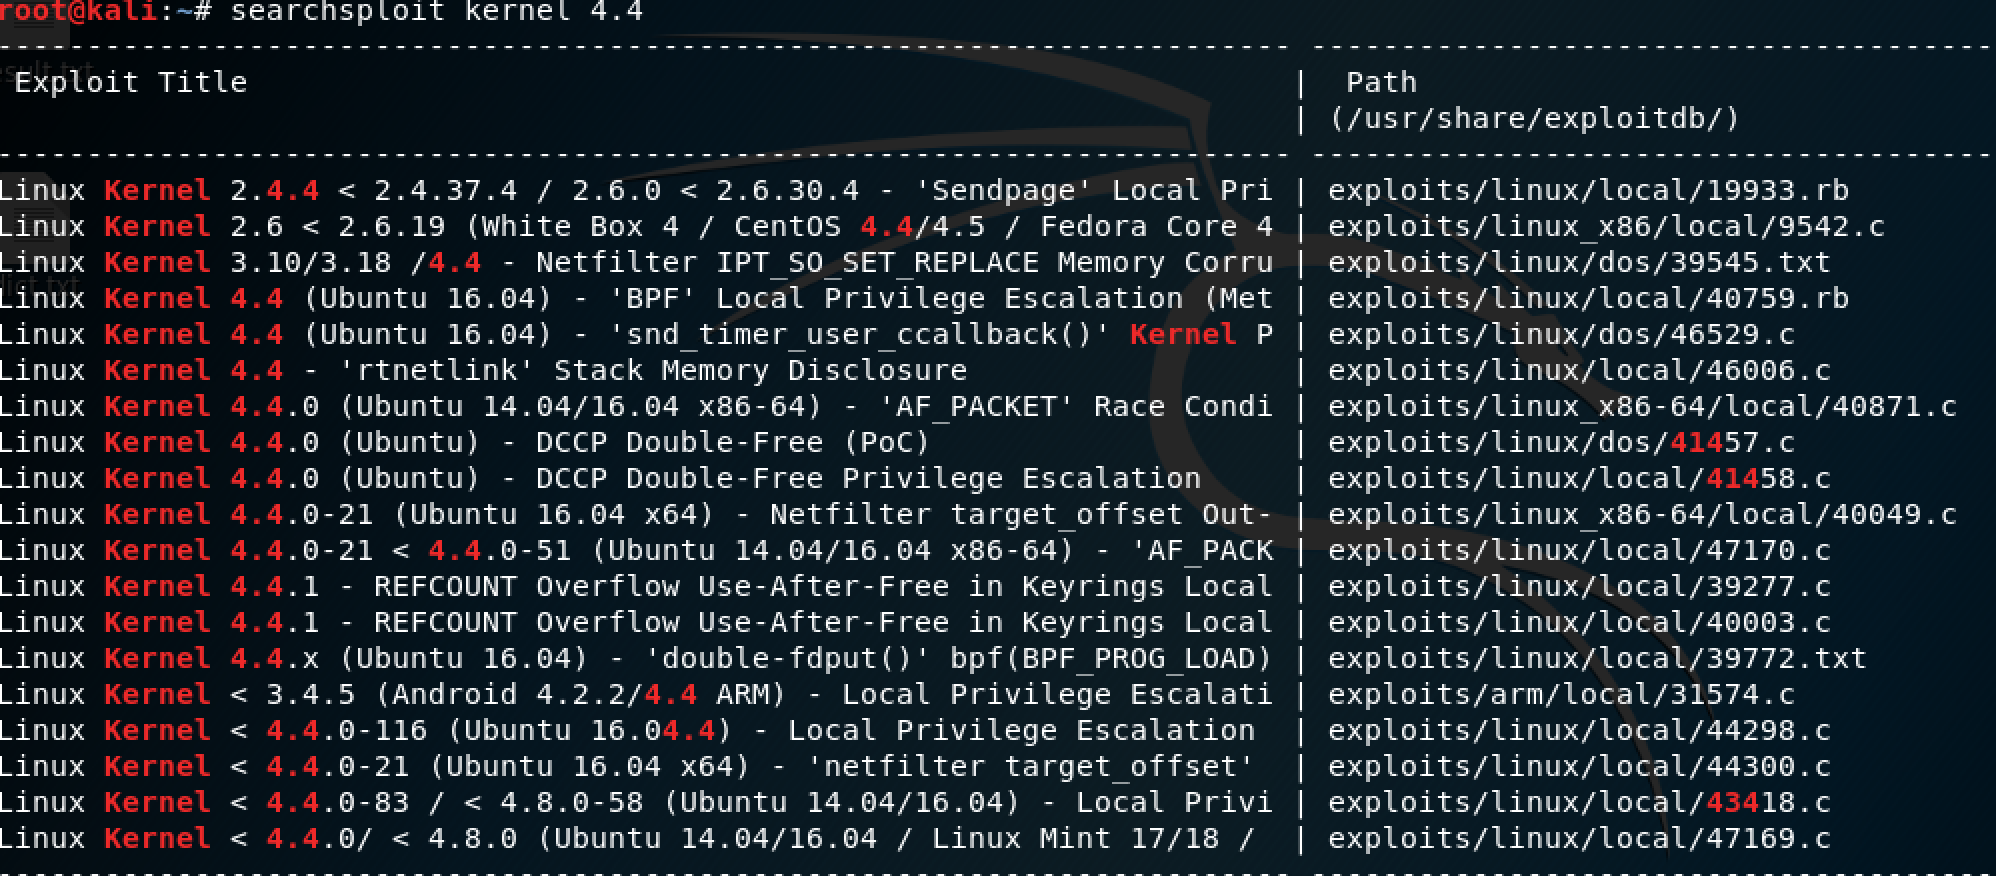 root@kali:~# searchsploit kernel 4.4
---------------------------------------------------------------------- --------------------------------------
Exploit Title | Path
| (/usr/share/exploitdb/)
---------------------------------------------------------------------- --------------------------------------
Linux Kernel 2.4.4 < 2.4.37.4 / 2.6.0 < 2.6.30.4 - 'Sendpage' Local Pri | exploits/linux/local/19933.rb
Linux Kernel 2.6 < 2.6.19 (White Box 4 / CentOS 4.4/4.5 / Fedora Core 4 | exploits/linux_x86/local/9542.c
Linux Kernel 3.10/3.18 /4.4 - Netfilter IPT_SO_SET_REPLACE Memory Corru | exploits/linux/dos/39545.txt
Linux Kernel 4.4 (Ubuntu 16.04) - 'BPF' Local Privilege Escalation (Met | exploits/linux/local/40759.rb
Linux Kernel 4.4 (Ubuntu 16.04) - 'snd_timer_user_ccallback()' Kernel P | exploits/linux/dos/46529.c
Linux Kernel 4.4 - 'rtnetlink' Stack Memory Disclosure | exploits/linux/local/46006.c
Linux Kernel 4.4.0 (Ubuntu 14.04/16.04 x86-64) - 'AF_PACKET' Race Condi | exploits/linux_x86-64/local/40871.c
Linux Kernel 4.4.0 (Ubuntu) - DCCP Double-Free (PoC) | exploits/linux/dos/41457.c
Linux Kernel 4.4.0 (Ubuntu) - DCCP Double-Free Privilege Escalation | exploits/linux/local/41458.c
Linux Kernel 4.4.0-21 (Ubuntu 16.04 x64) - Netfilter target_offset Out- | exploits/linux_x86-64/local/40049.c
Linux Kernel 4.4.0-21 < 4.4.0-51 (Ubuntu 14.04/16.04 x86-64) - 'AF_PACK | exploits/linux/local/47170.c
Linux Kernel 4.4.1 - REFCOUNT Overflow Use-After-Free in Keyrings Local | exploits/linux/local/39277.c
Linux Kernel 4.4.1 - REFCOUNT Overflow Use-After-Free in Keyrings Local | exploits/linux/local/40003.c
Linux Kernel 4.4.x (Ubuntu 16.04) - 'double-fdput()' bpf(BPF_PROG_LOAD) | exploits/linux/local/39772.txt
Linux Kernel < 3.4.5 (Android 4.2.2/4.4 ARM) - Local Privilege Escalati | exploits/arm/local/31574.c
Linux Kernel < 4.4.0-116 (Ubuntu 16.04.4) - Local Privilege Escalation | exploits/linux/local/44298.c
Linux Kernel < 4.4.0-21 (Ubuntu 16.04 x64) - 'netfilter target_offset' | exploits/linux/local/44300.c
Linux Kernel < 4.4.0-83 / < 4.8.0-58 (Ubuntu 14.04/16.04) - Local Privi | exploits/linux/local/43418.c
Linux Kernel < 4.4.0/ < 4.8.0 (Ubuntu 14.04/16.04 / Linux Mint 17/18 / | exploits/linux/local/47169.c
---------------------------------------------------------------------- --------------------------------------